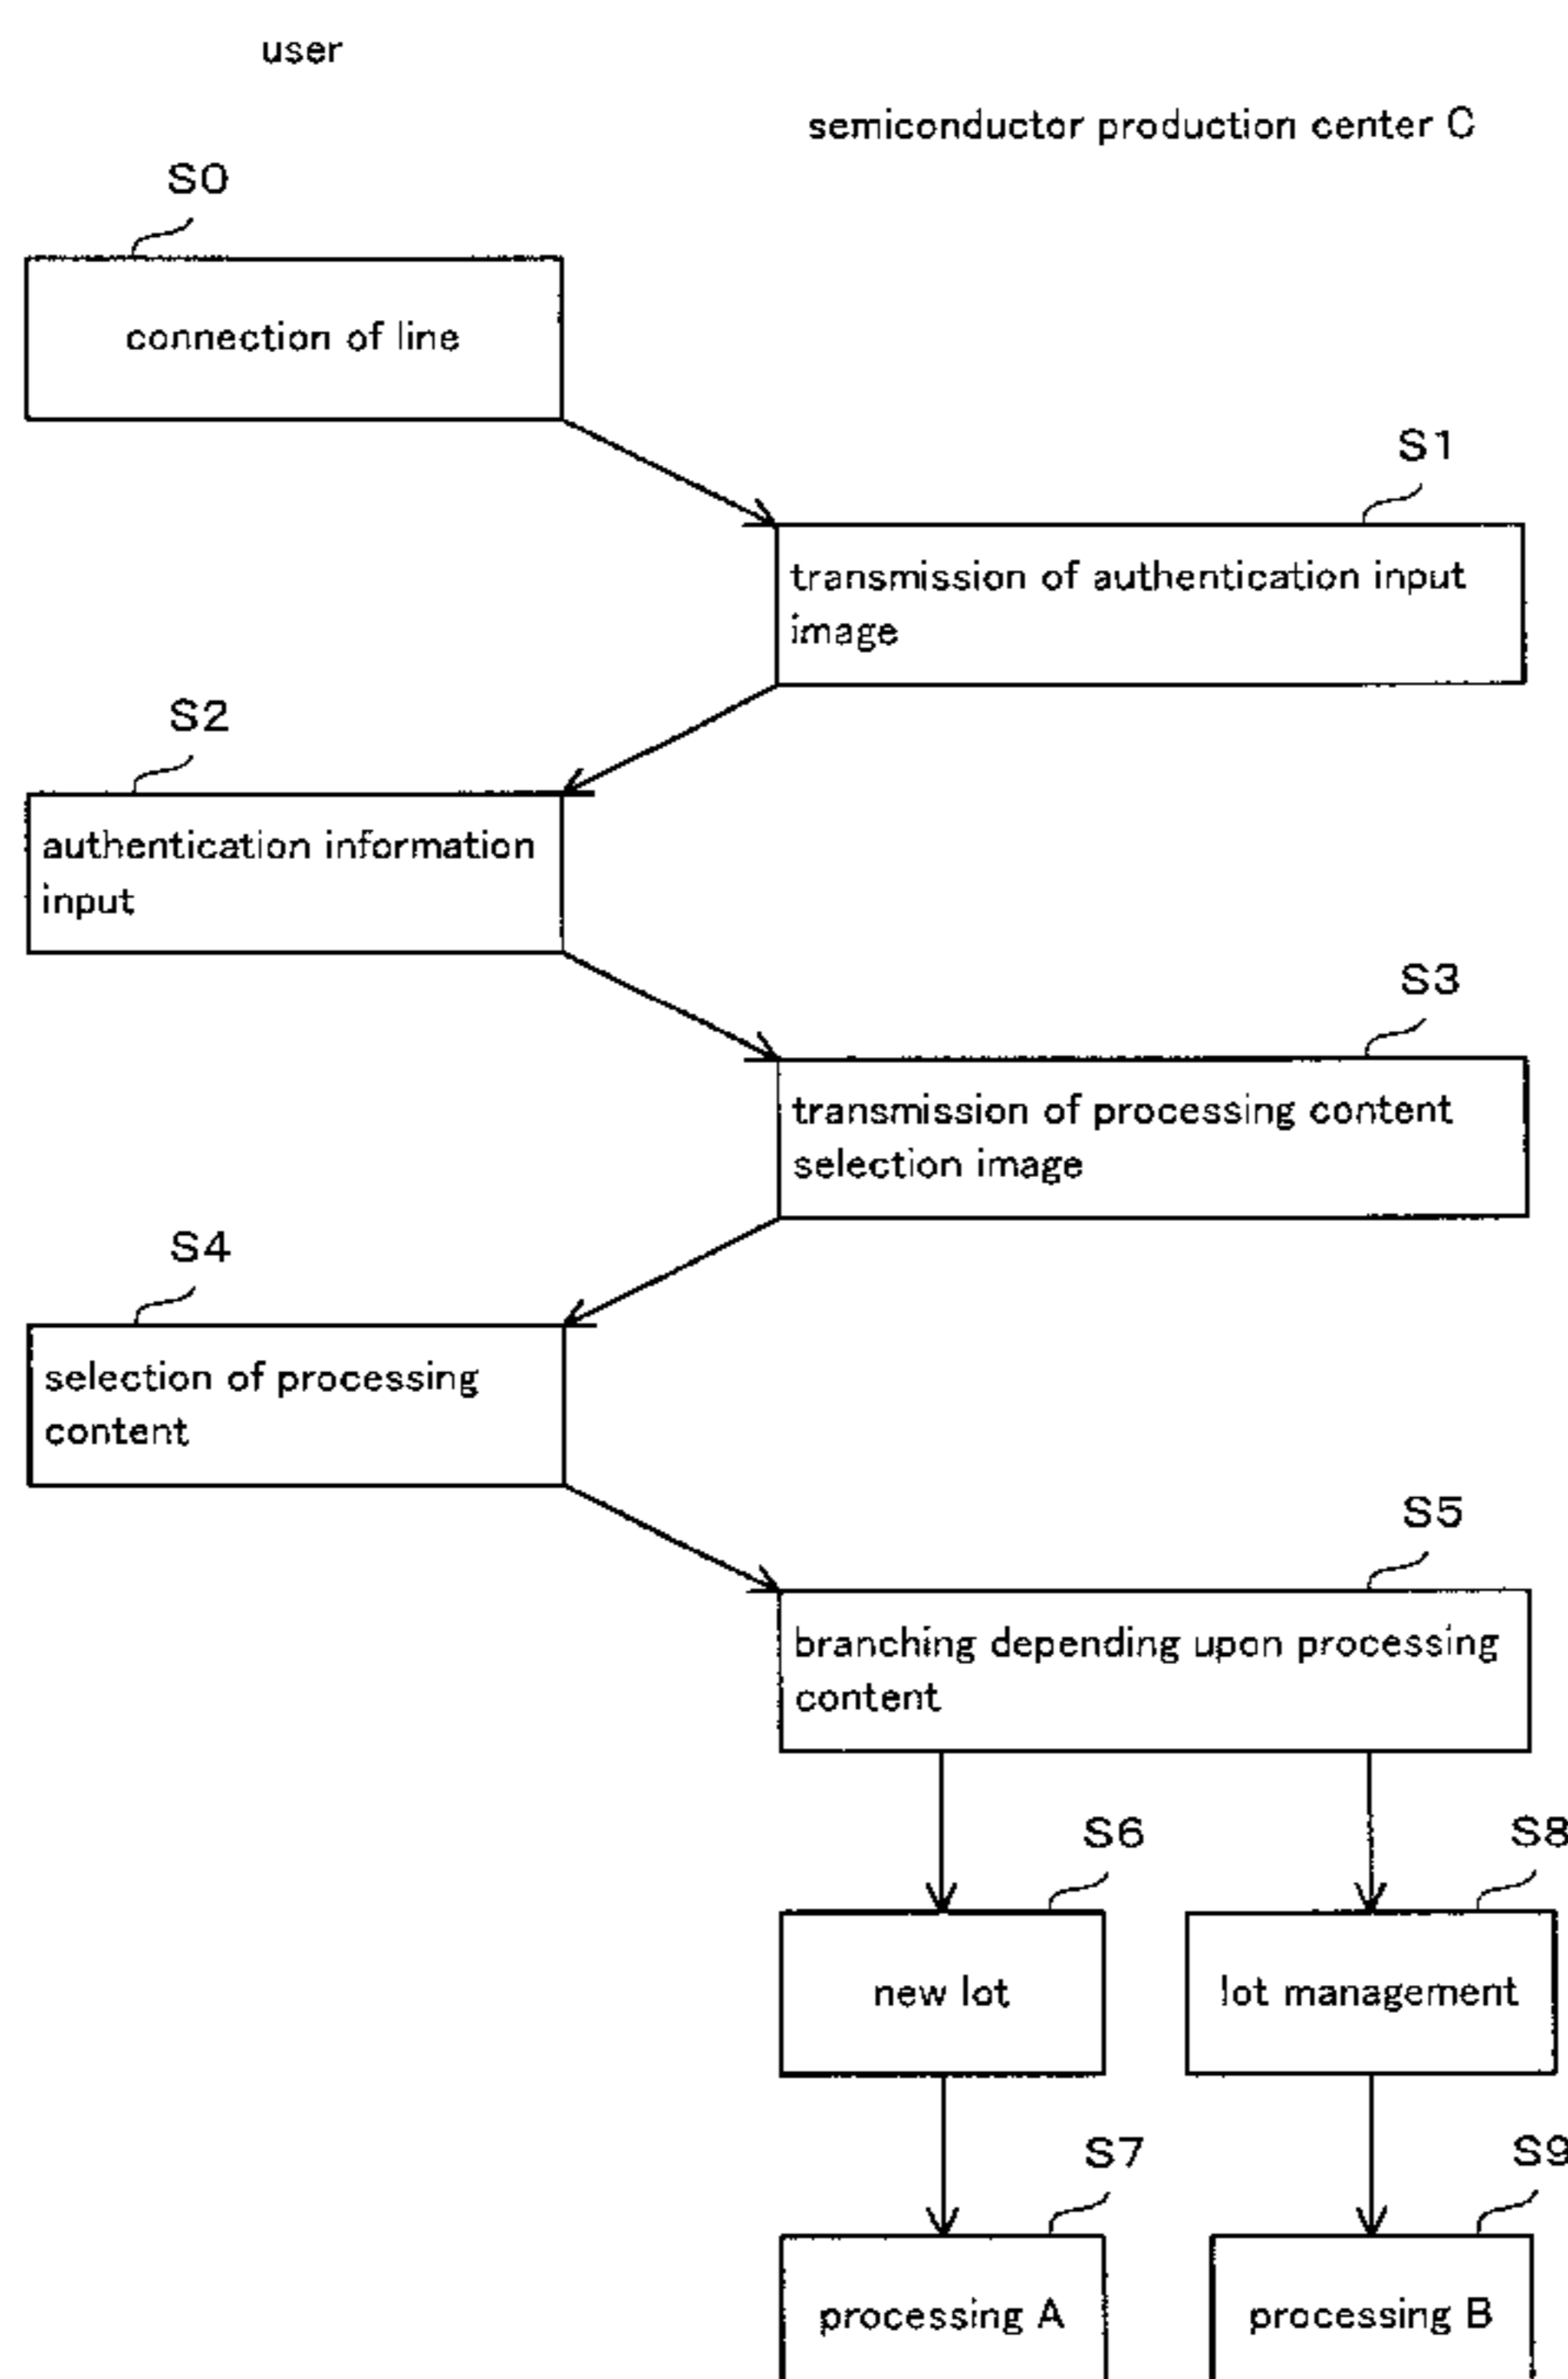 user
semiconductor production center C
S0
connection of line
S1
transmission of authentication input
image
S2
authentication information
input
S3
transmission of processing content
selection image
S4
selection of processing
content
S5
branching depending upon processing
content
S6
S8
new lot
lot management
S7
S9
processing A
processing B